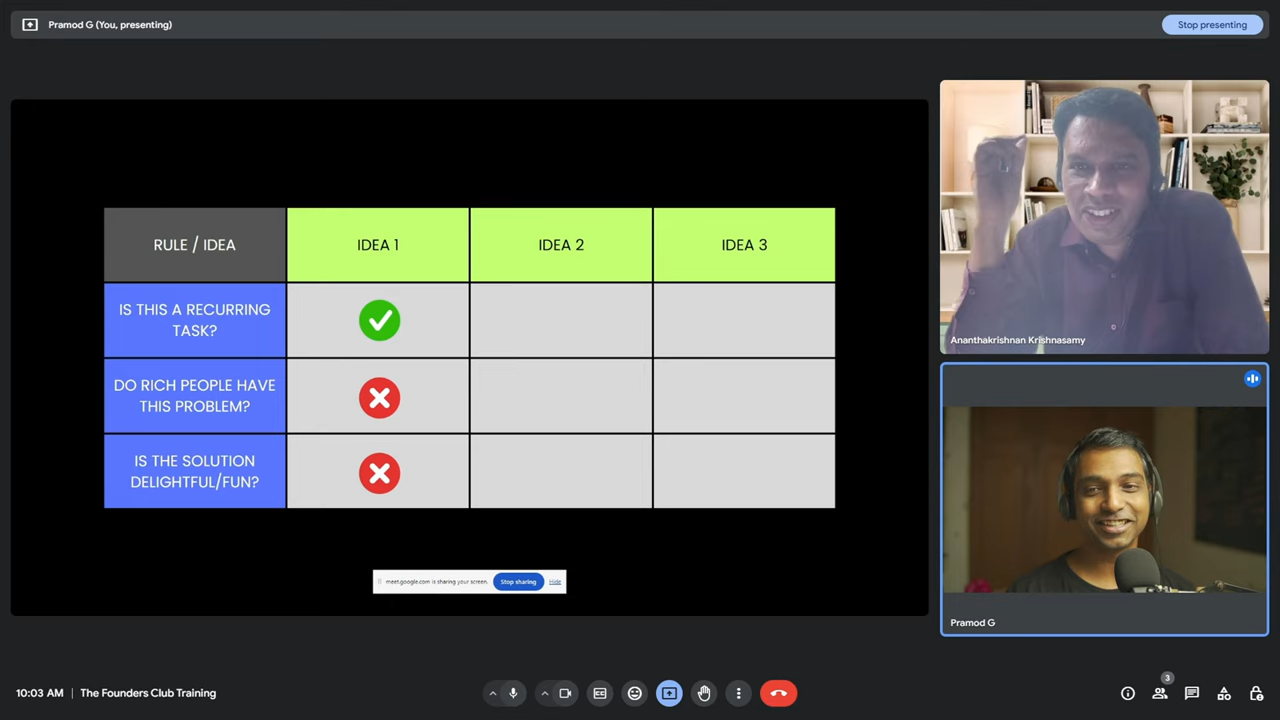 Pramod G (You, presenting)
Stop presenting
RULE / IDEA
IDEA 1
IDEA 2
IDEA 3
IS THIS A RECURRING
TASK?
DO RICH PEOPLE HAVE
THIS PROBLEM?
IS THE SOLUTION
DELIGHTFUL/FUN?
meet.google.com is sharing your screen.
Stop sharing
Hide
Ananthakrishnan Krishnasamy
Pramod G
10:03 AM | The Founders Club Training
CC
3